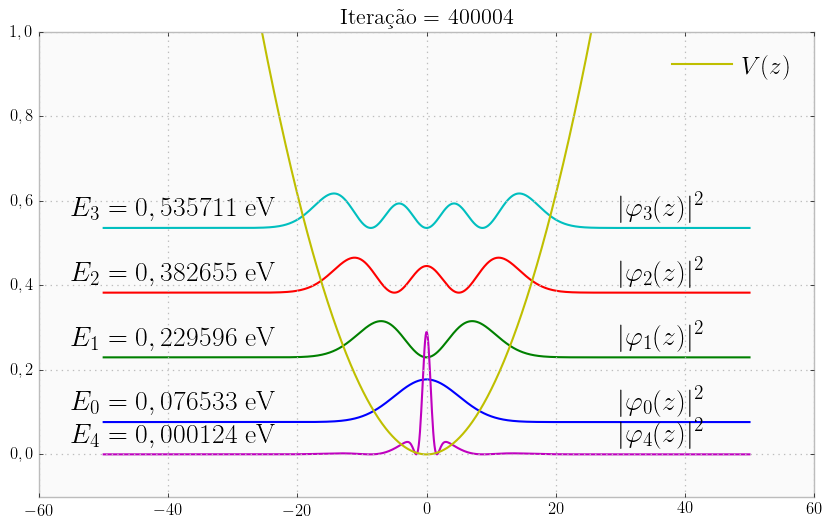 Iteração = 400004
1, 0
V(z)
0, 8
0, 6
E₃ = 0, 535711 eV
|φ₃(z)|²
0, 4
E₂ = 0, 382655 eV
|φ₂(z)|²
E₁ = 0, 229596 eV
|φ₁(z)|²
0, 2
E₀ = 0, 076533 eV
|φ₀(z)|²
E₄ = 0, 000124 eV
|φ₄(z)|²
0, 0
−60 −40 −20 0 20 40 60